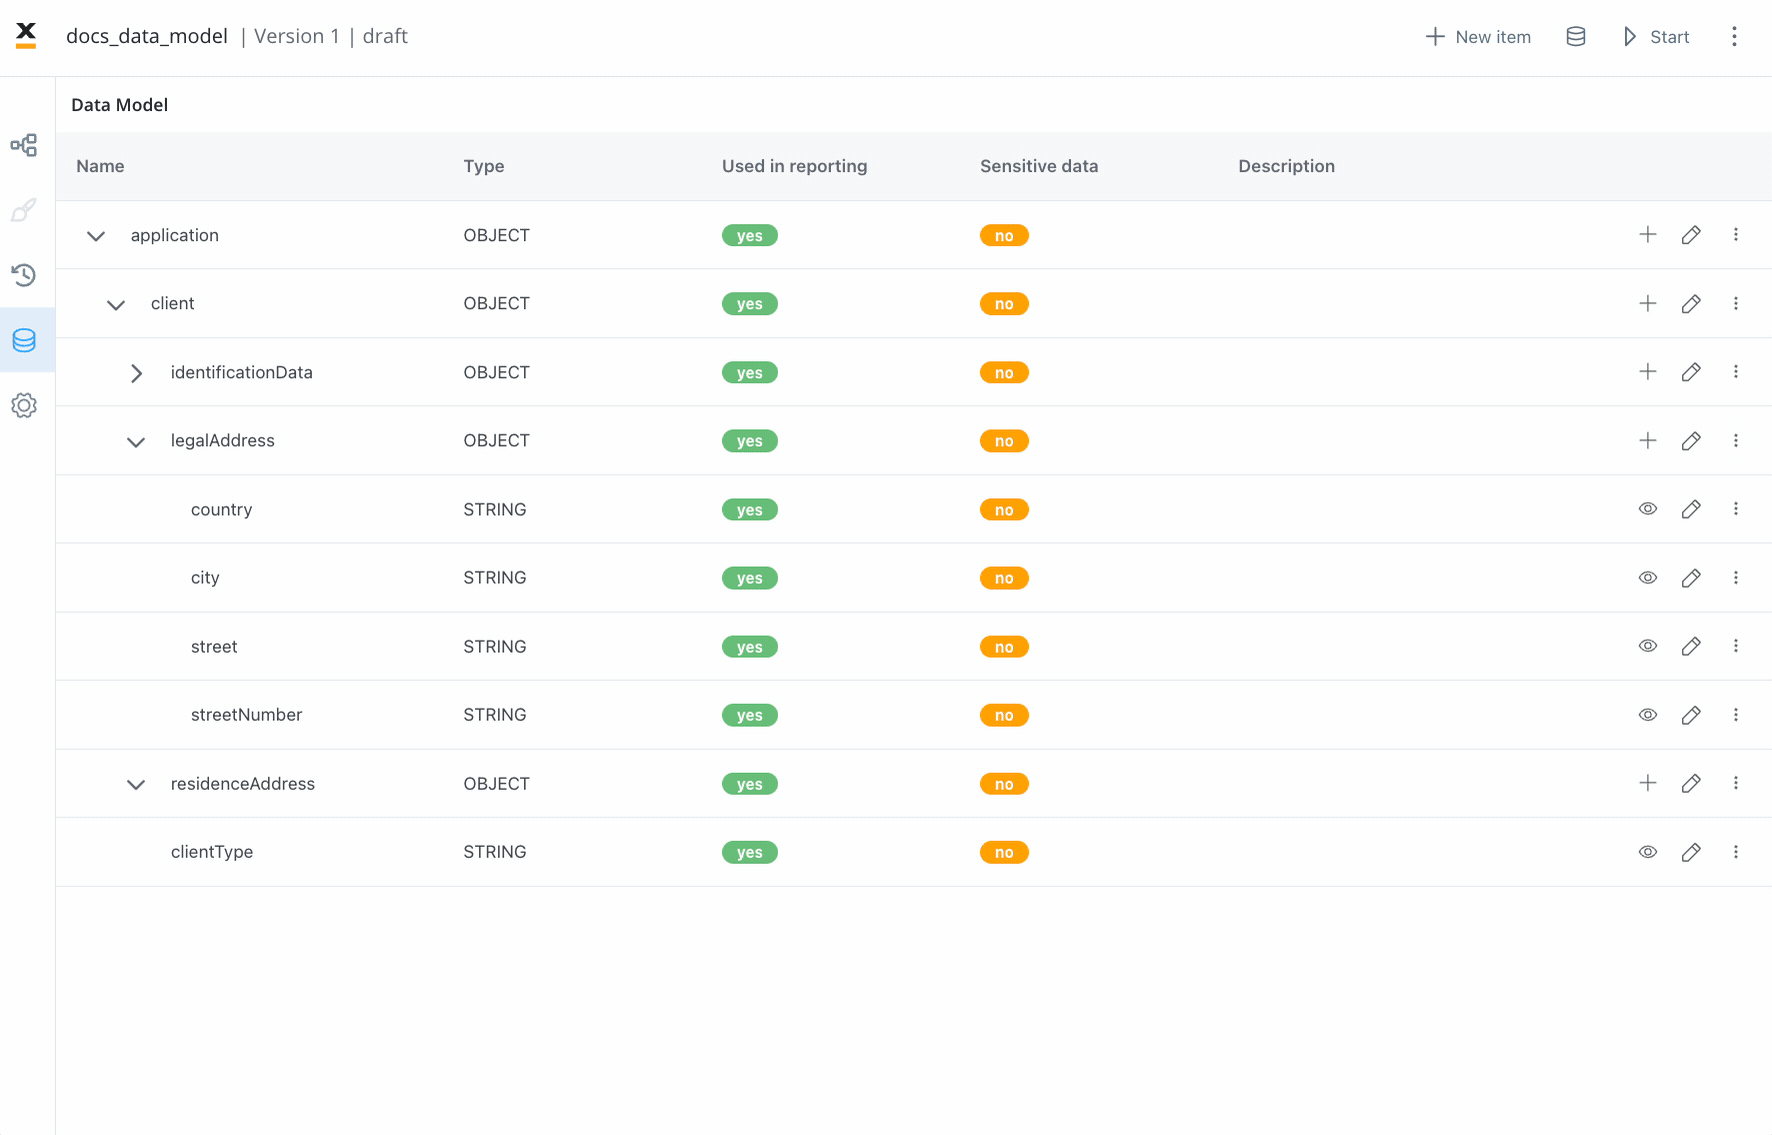 docs_data_model | Version 1 | draft
New item
Start
Data Model
Name Type Used in reporting Sensitive data Description
application OBJECT yes no
client OBJECT yes no
identificationData OBJECT yes no
legalAddress OBJECT yes no
country STRING yes no
city STRING yes no
street STRING yes no
streetNumber STRING yes no
residenceAddress OBJECT yes no
clientType STRING yes no